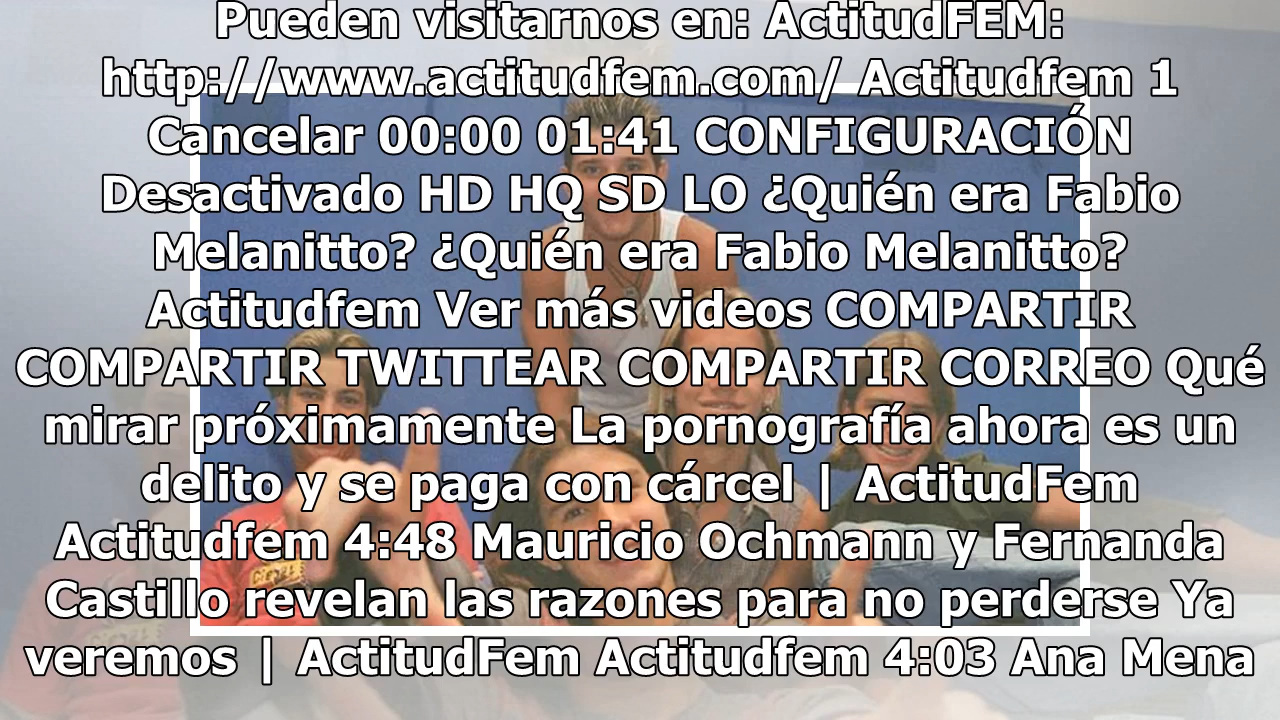 Pueden visitarnos en: ActitudFEM:
http://www.actitudfem.com/ Actitudfem 1
Cancelar 00:00 01:41 CONFIGURACIÓN
Desactivado HD HQ SD LO ¿Quién era Fabio
Melanitto? ¿Quién era Fabio Melanitto?
Actitudfem Ver más videos COMPARTIR
COMPARTIR TWITTEAR COMPARTIR CORREO Qué
mirar próximamente La pornografía ahora es un
delito y se paga con cárcel | ActitudFem
Actitudfem 4:48 Mauricio Ochmann y Fernanda
Castillo revelan las razones para no perderse Ya
veremos | ActitudFem Actitudfem 4:03 Ana Mena